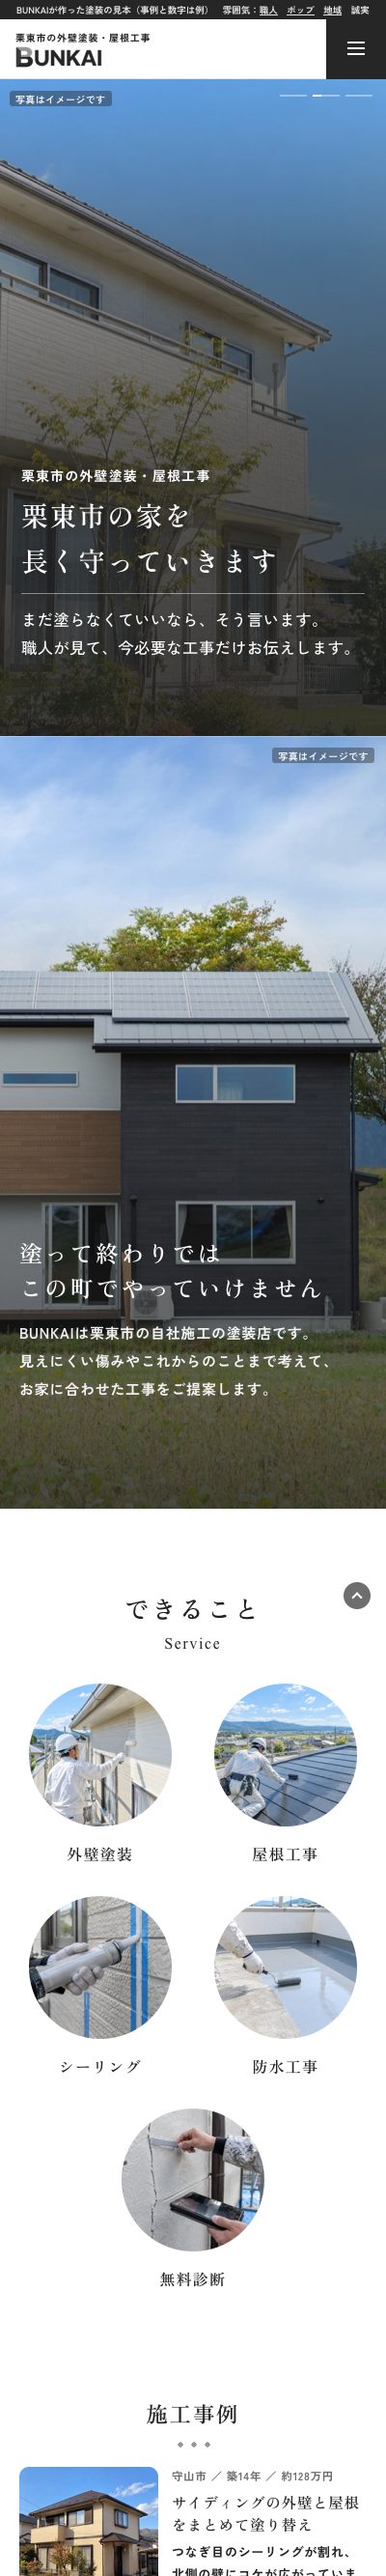 BUNKAIが作った塗装の見本（事例と数字は例） 雰囲気：職人 ポップ 地域 誠実
栗東市の外壁塗装・屋根工事
BUNKAI
写真はイメージです
栗東市の外壁塗装・屋根工事
栗東市の家を
長く守っていきます
まだ塗らなくていいなら、そう言います。
職人が見て、今必要な工事だけお伝えします。
写真はイメージです
塗って終わりでは
この町でやっていけません
BUNKAIは栗東市の自社施工の塗装店です。
見えにくい傷みやこれからのことまで考えて、
お家に合わせた工事をご提案します。
できること
Service
外壁塗装
屋根工事
シーリング
防水工事
無料診断
施工事例
守山市 ／ 築14年 ／ 約128万円
サイディングの外壁と屋根
をまとめて塗り替え
つなぎ目のシーリングが割れ、
北側の壁にコケが広がっていま